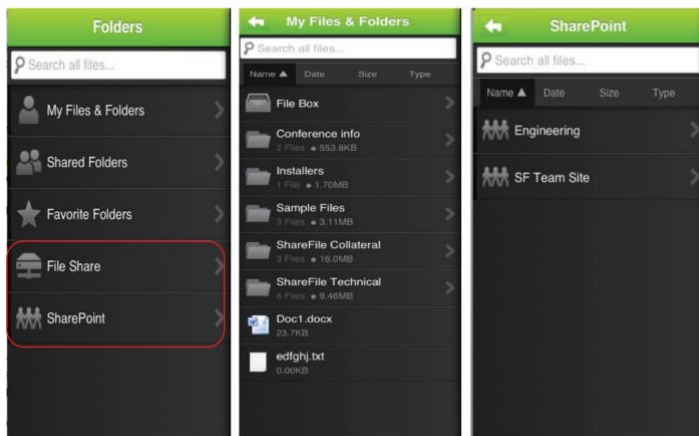 Folders
Search all files...
My Files & Folders
Shared Folders
Favorite Folders
File Share
SharePoint
My Files & Folders
Search all files...
Name ▲ Date Size Type
File Box
Conference info
2 Files ● 553.8KB
Installers
1 File ● 1.70MB
Sample Files
3 Files ● 3.11MB
ShareFile Collateral
3 Files ● 16.0MB
ShareFile Technical
6 Files ● 9.46MB
Doc1.docx
23.7KB
edfghj.txt
0.00KB
SharePoint
Search all files...
Name ▲ Date Size Type
Engineering
SF Team Site